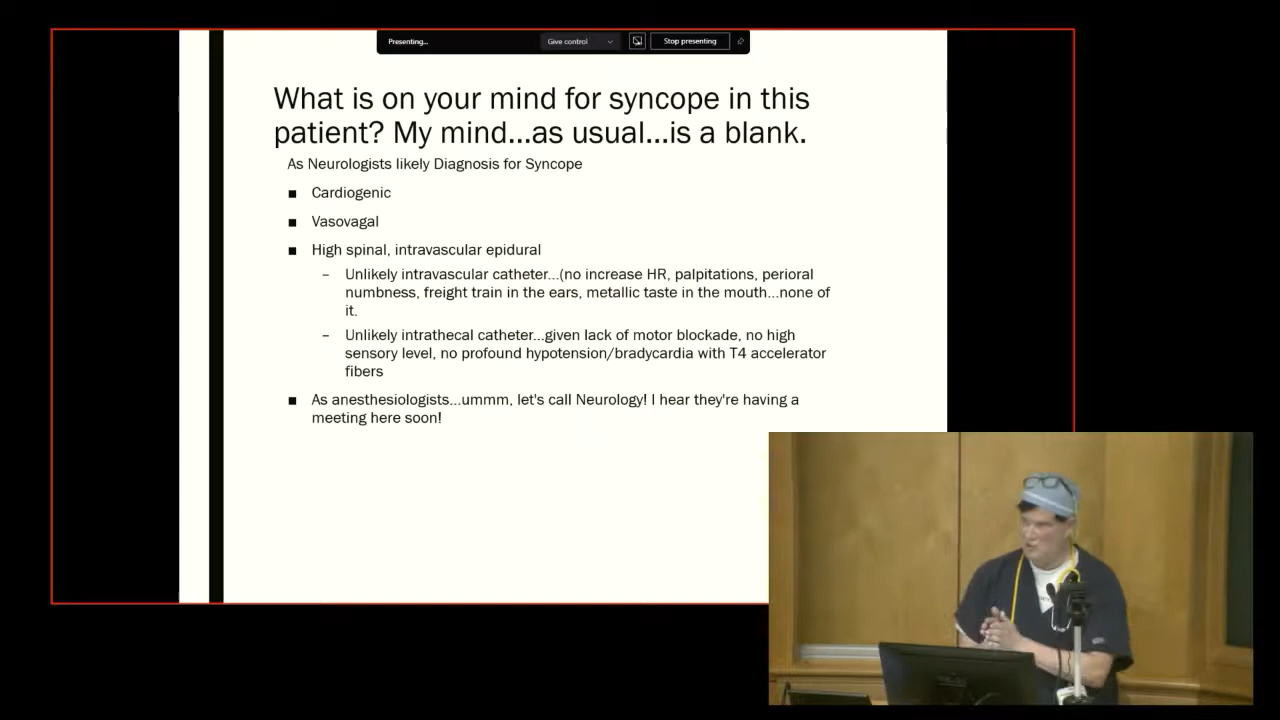 Presenting...
Give control
Stop presenting
What is on your mind for syncope in this
patient? My mind...as usual...is a blank.
As Neurologists likely Diagnosis for Syncope
■ Cardiogenic
■ Vasovagal
■ High spinal, intravascular epidural
– Unlikely intravascular catheter...(no increase HR, palpitations, perioral
numbness, freight train in the ears, metallic taste in the mouth...none of
it.
– Unlikely intrathecal catheter...given lack of motor blockade, no high
sensory level, no profound hypotension/bradycardia with T4 accelerator
fibers
■ As anesthesiologists...ummm, let's call Neurology! I hear they're having a
meeting here soon!